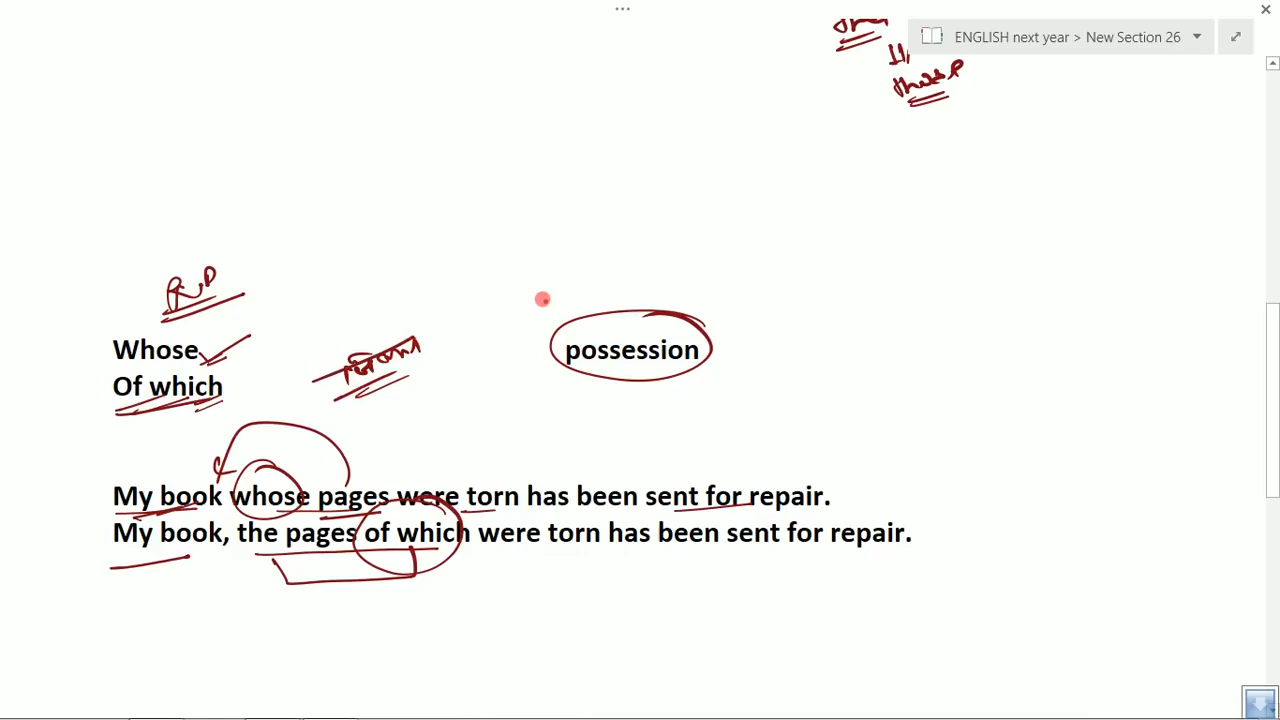 ENGLISH next year > New Section 26
R.P
Whose
possession
Of which
My book whose pages were torn has been sent for repair.
My book, the pages of which were torn has been sent for repair.